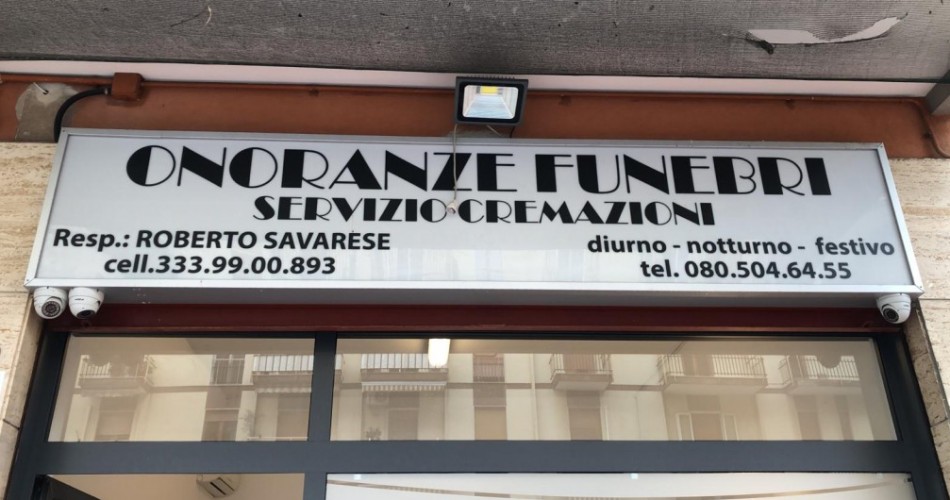 ONORANZE FUNEBRI
SERVIZIO CREMAZIONI
Resp.: ROBERTO SAVARESE
cell.333.99.00.893
diurno - notturno - festivo
tel. 080.504.64.55